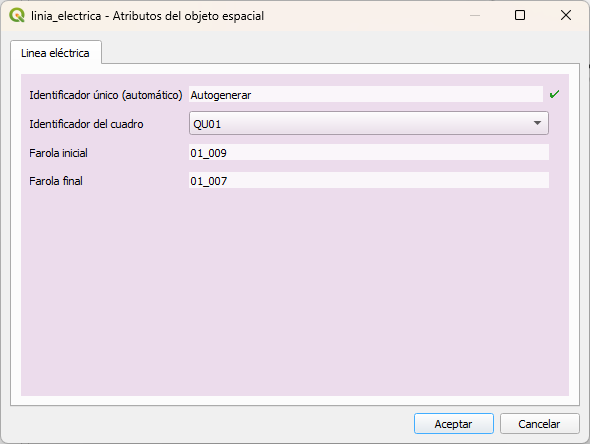 linia_electrica - Atributos del objeto espacial
Linea eléctrica
Identificador único (automático) Autogenerar
Identificador del cuadro QU01
Farola inicial 01_009
Farola final 01_007
Aceptar Cancelar